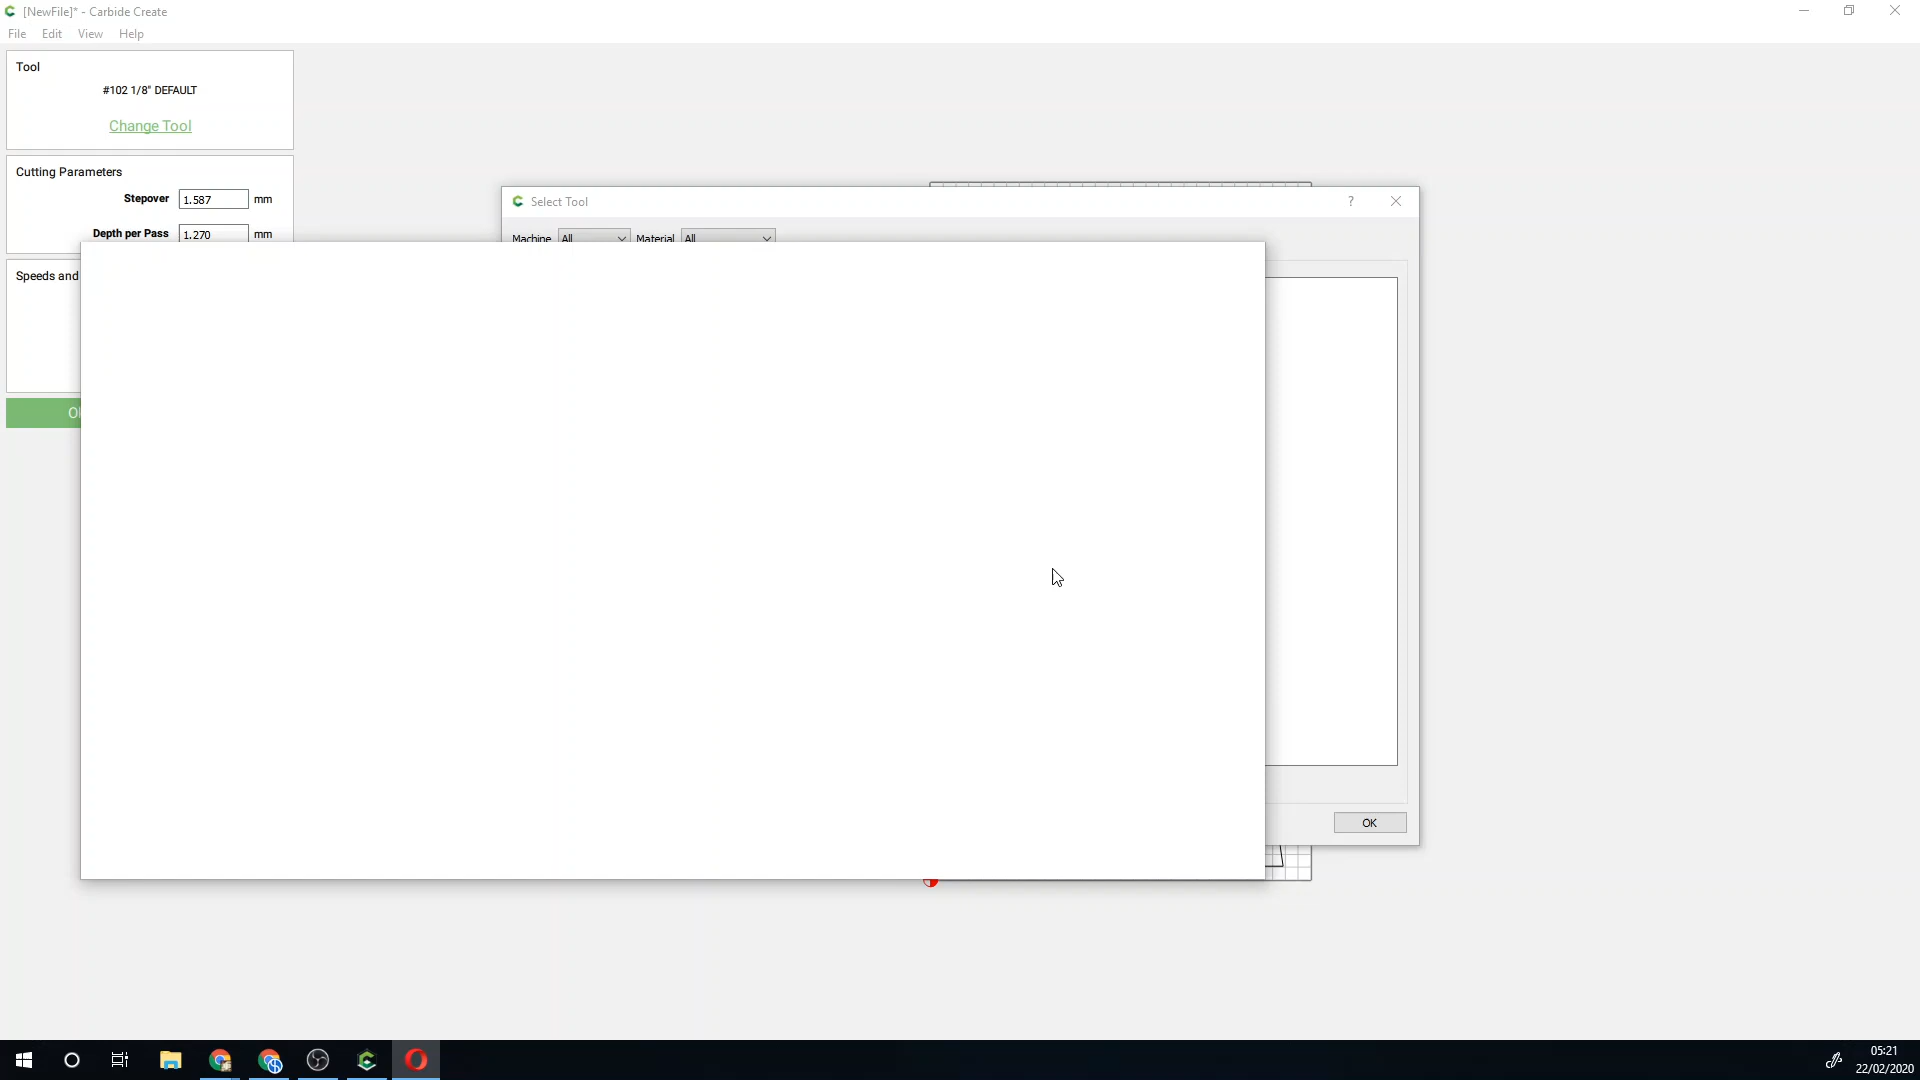 [NewFile]* - Carbide Create
File Edit View Help
Tool
#102 1/8" DEFAULT
Change Tool
Cutting Parameters
Stepover 1.587 mm
Depth per Pass 1.270 mm
Speeds and
Select Tool ?
Machine All Material All
OK
05:21
22/02/2020